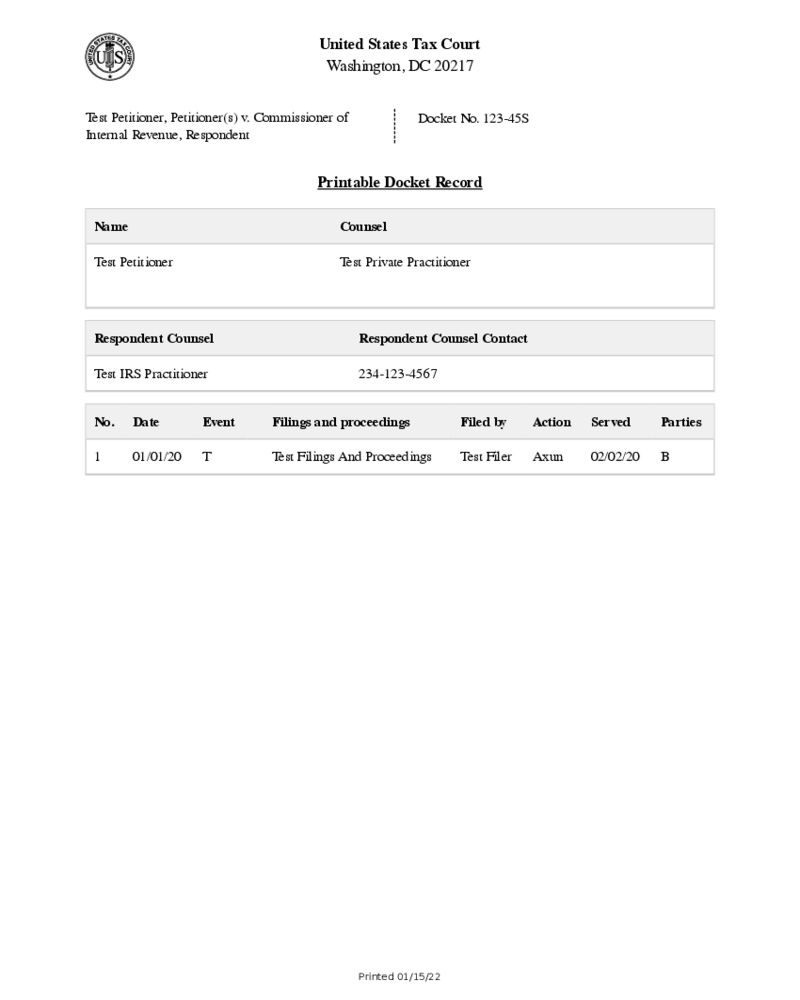 UNITED STATES TAX COURT
United States Tax Court
Washington, DC 20217
Test Petitioner, Petitioner(s) v. Commissioner of
Internal Revenue, Respondent
Docket No. 123-45S
Printable Docket Record
Name Counsel
Test Petitioner Test Private Practitioner
Respondent Counsel Respondent Counsel Contact
Test IRS Practitioner 234-123-4567
No. Date Event Filings and proceedings Filed by Action Served Parties
1 01/01/20 T Test Filings And Proceedings Test Filer Axun 02/02/20 B
Printed 01/15/22